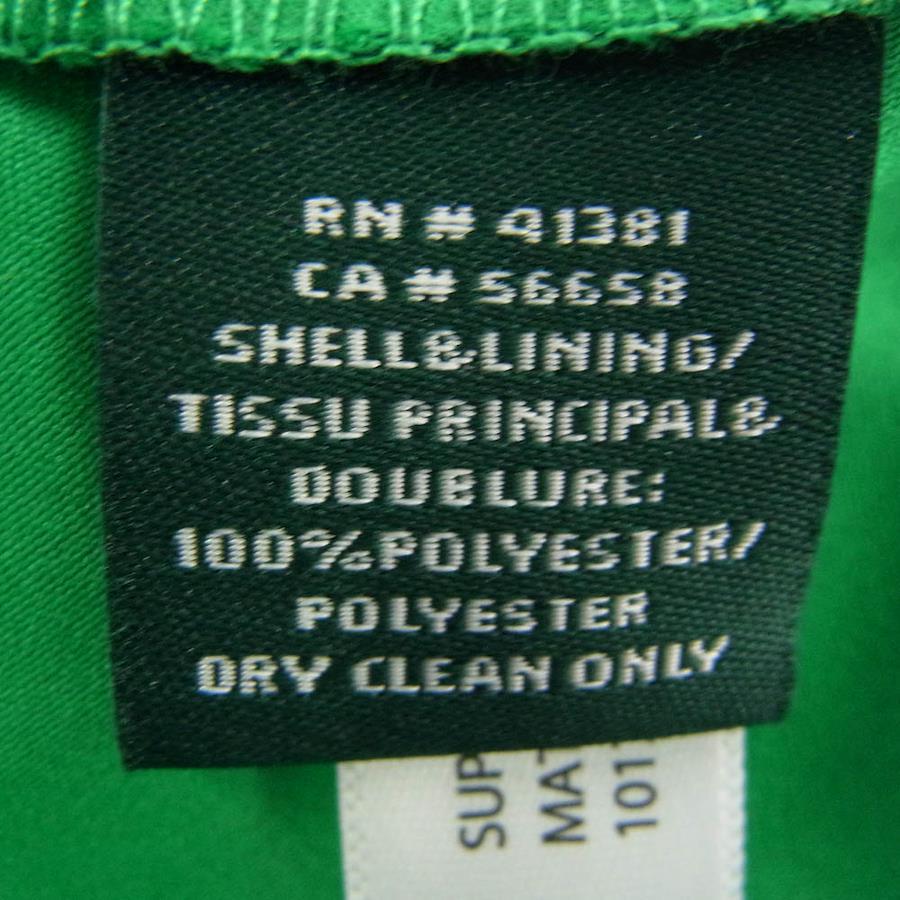 RN # 41381
CA # 56658
SHELL&LINING/
TISSU PRINCIPAL&
DOUBLURE:
100%POLYESTER/
POLYESTER
DRY CLEAN ONLY